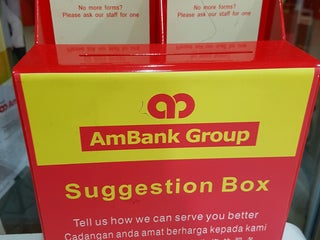 No more forms?
Please ask our staff for one
No more forms?
Please ask our staff for one
AmBank Group
Suggestion Box
Tell us how we can serve you better
Cadangan anda amat berharga kepada kami